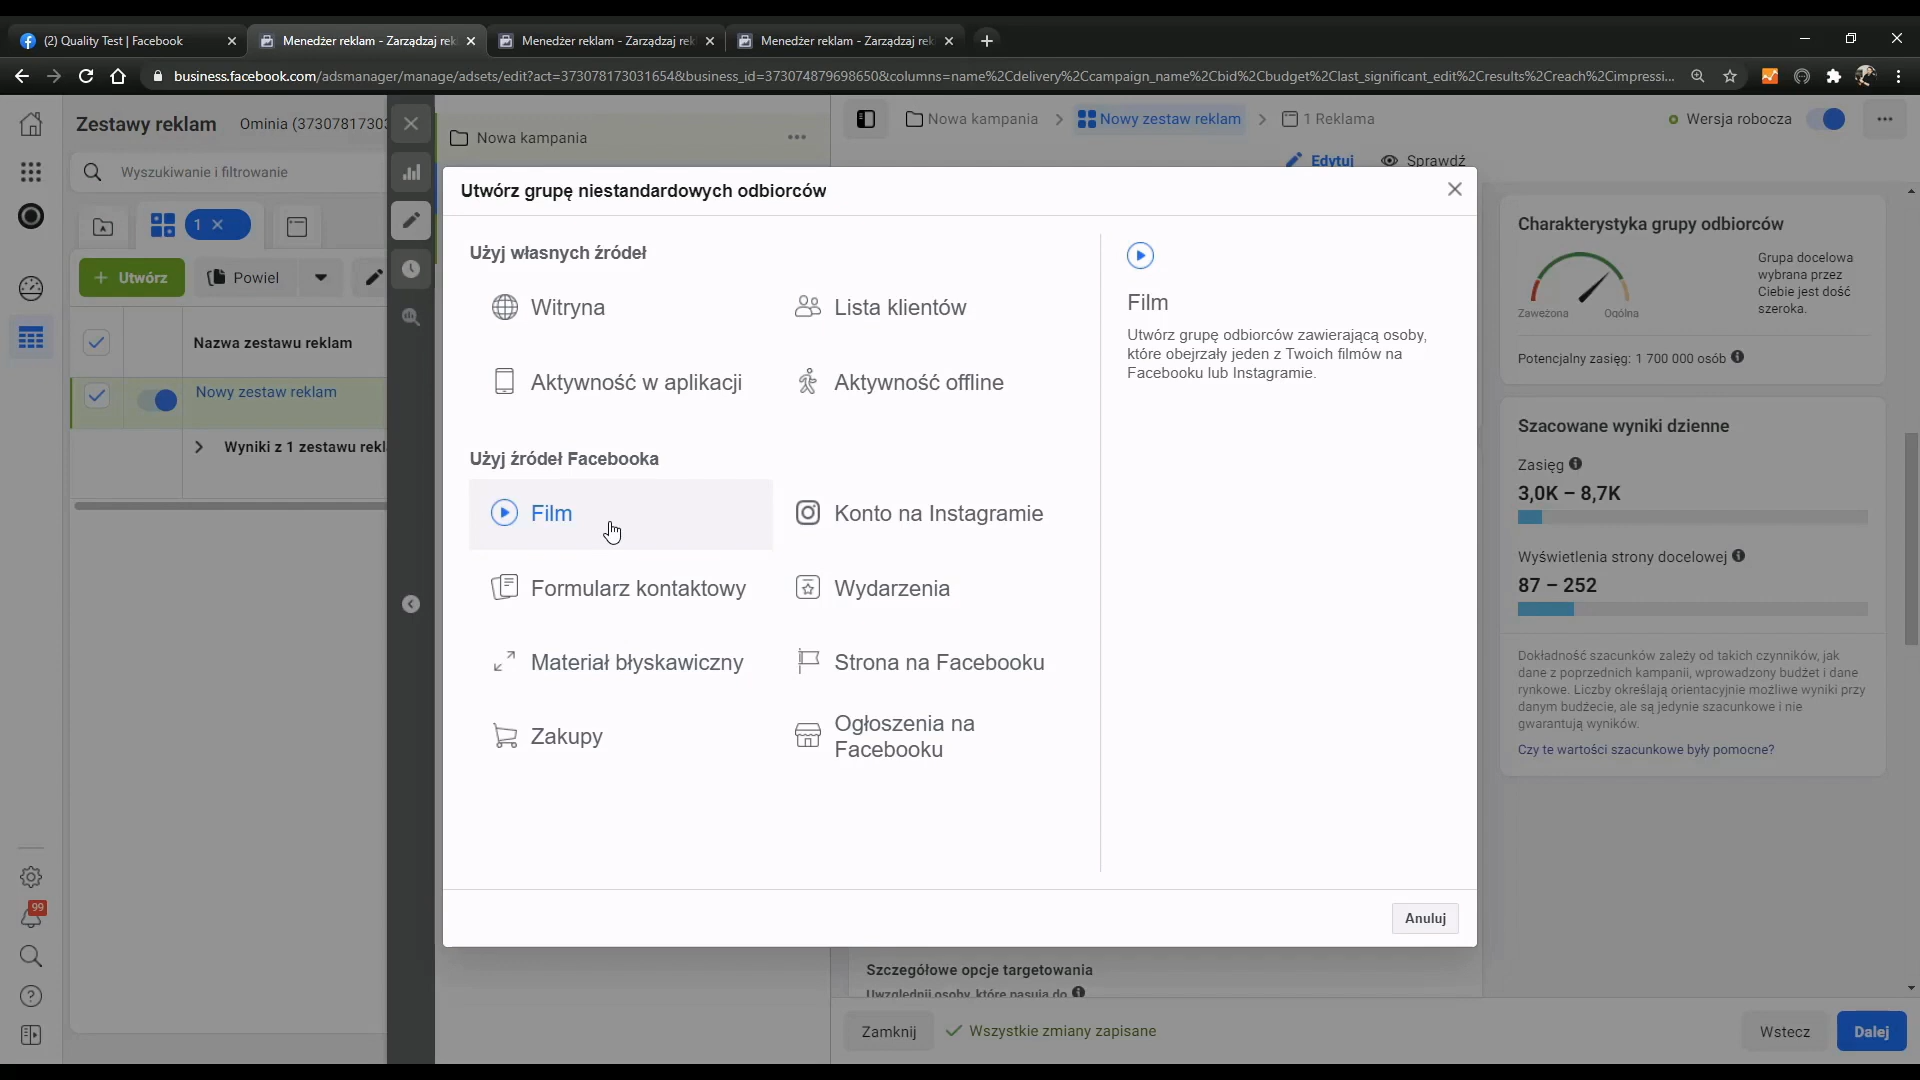 (2) Quality Test | Facebook
Menedżer reklam - Zarządzaj rek
Menedżer reklam - Zarządzaj rek
Menedżer reklam - Zarządzaj rek
business.facebook.com/adsmanager/manage/adsets/edit?act=373078173031654&business_id=373074879698650&columns=name%2Cdelivery%2Ccampaign_name%2Cbid%2Cbudget%2Clast_significant_edit%2Cresults%2Creach%2Cimpressi...
Zestawy reklam
Ominia (37307817303
Wyszukiwanie i filtrowanie
1
+ Utwórz
Powiel
Nazwa zestawu reklam
Nowy zestaw reklam
Wyniki z 1 zestawu rekl
99
Nowa kampania
Nowa kampania
Nowy zestaw reklam
1 Reklama
Wersja robocza
Edytuj
Sprawdź
Utwórz grupę niestandardowych odbiorców
Użyj własnych źródeł
Witryna
Lista klientów
Aktywność w aplikacji
Aktywność offline
Użyj źródeł Facebooka
Film
Konto na Instagramie
Formularz kontaktowy
Wydarzenia
Materiał błyskawiczny
Strona na Facebooku
Zakupy
Ogłoszenia na
Facebooku
Film
Utwórz grupę odbiorców zawierającą osoby,
które obejrzały jeden z Twoich filmów na
Facebooku lub Instagramie.
Anuluj
Charakterystyka grupy odbiorców
Zawężona
Ogólna
Grupa docelowa
wybrana przez
Ciebie jest dość
szeroka.
Potencjalny zasięg: 1 700 000 osób
Szacowane wyniki dzienne
Zasięg
3,0K – 8,7K
Wyświetlenia strony docelowej
87 – 252
Dokładność szacunków zależy od takich czynników, jak
dane z poprzednich kampanii, wprowadzony budżet i dane
rynkowe. Liczby określają orientacyjnie możliwe wyniki przy
danym budżecie, ale są jedynie szacunkowe i nie
gwarantują wyników.
Czy te wartości szacunkowe były pomocne?
Szczegółowe opcje targetowania
Uwzględnij osoby, które pasują do
Zamknij
Wszystkie zmiany zapisane
Wstecz
Dalej